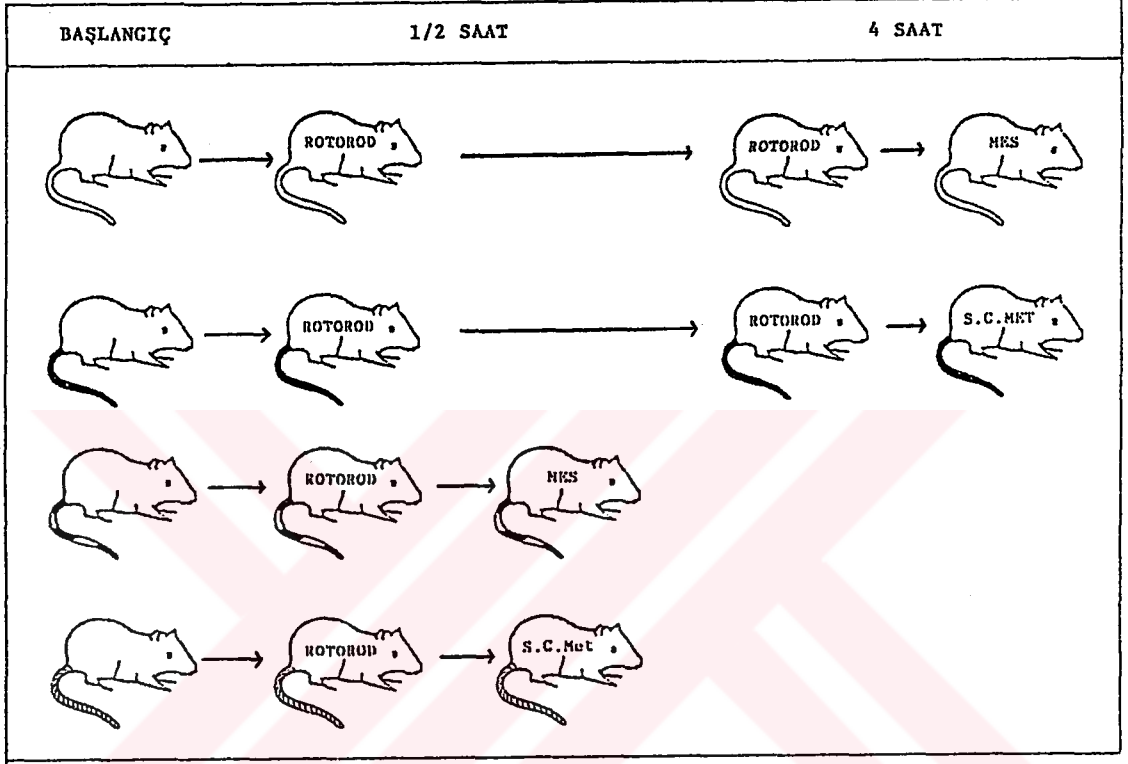 BAŞLANGIÇ 1/2 SAAT 4 SAAT
ROTOROD ROTOROD MES
ROTOROD ROTOROD S.C.MET
ROTOROD MES
ROTOROD S.C.Met